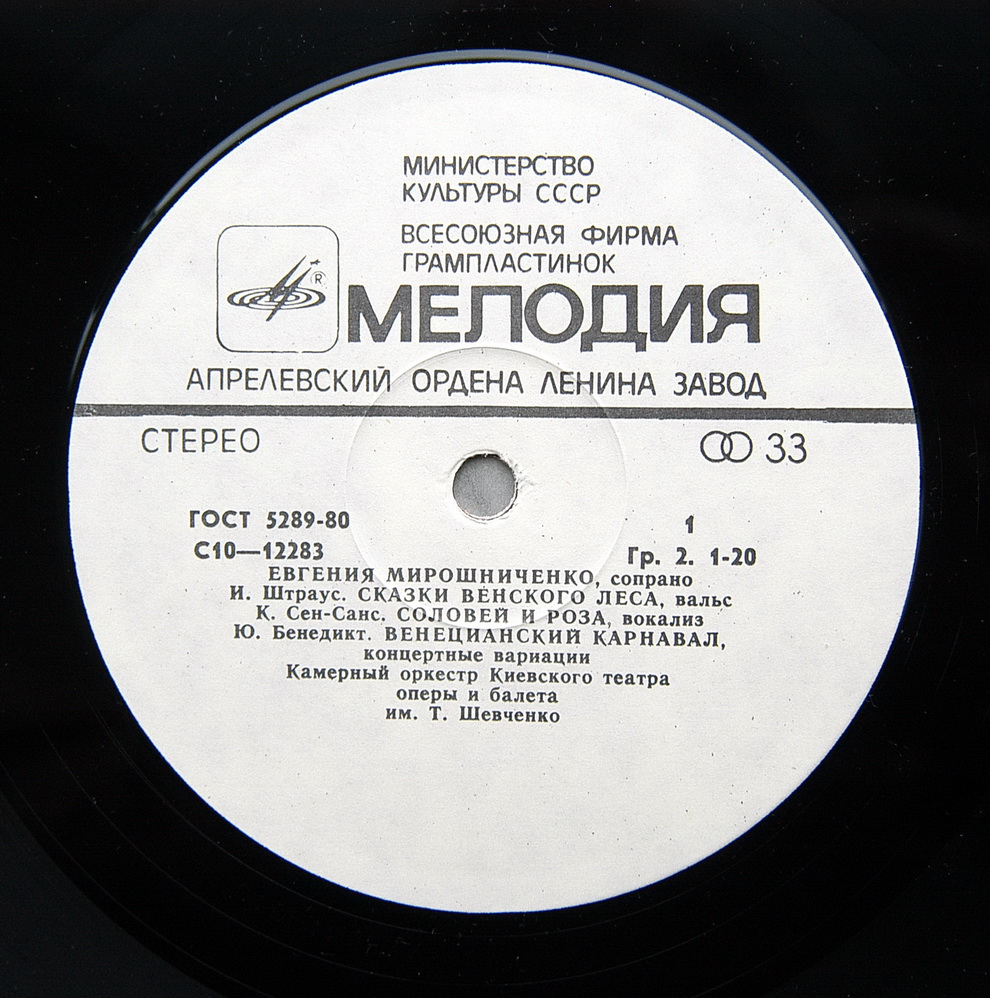 МИНИСТЕРСТВО
КУЛЬТУРЫ СССР
ВСЕСОЮЗНАЯ ФИРМА
ГРАМПЛАСТИНОК
®
МЕЛОДИЯ
АПРЕЛЕВСКИЙ ОРДЕНА ЛЕНИНА ЗАВОД
СТЕРЕО 33
ГОСТ 5289-80 1
С10—12283 Гр. 2. 1-20
ЕВГЕНИЯ МИРОШНИЧЕНКО, сопрано
И. Штраус. СКАЗКИ ВЕНСКОГО ЛЕСА, вальс
К. Сен-Санс. СОЛОВЕЙ И РОЗА, вокализ
Ю. Бенедикт. ВЕНЕЦИАНСКИЙ КАРНАВАЛ,
концертные вариации
Камерный оркестр Киевского театра
оперы и балета
им. Т. Шевченко